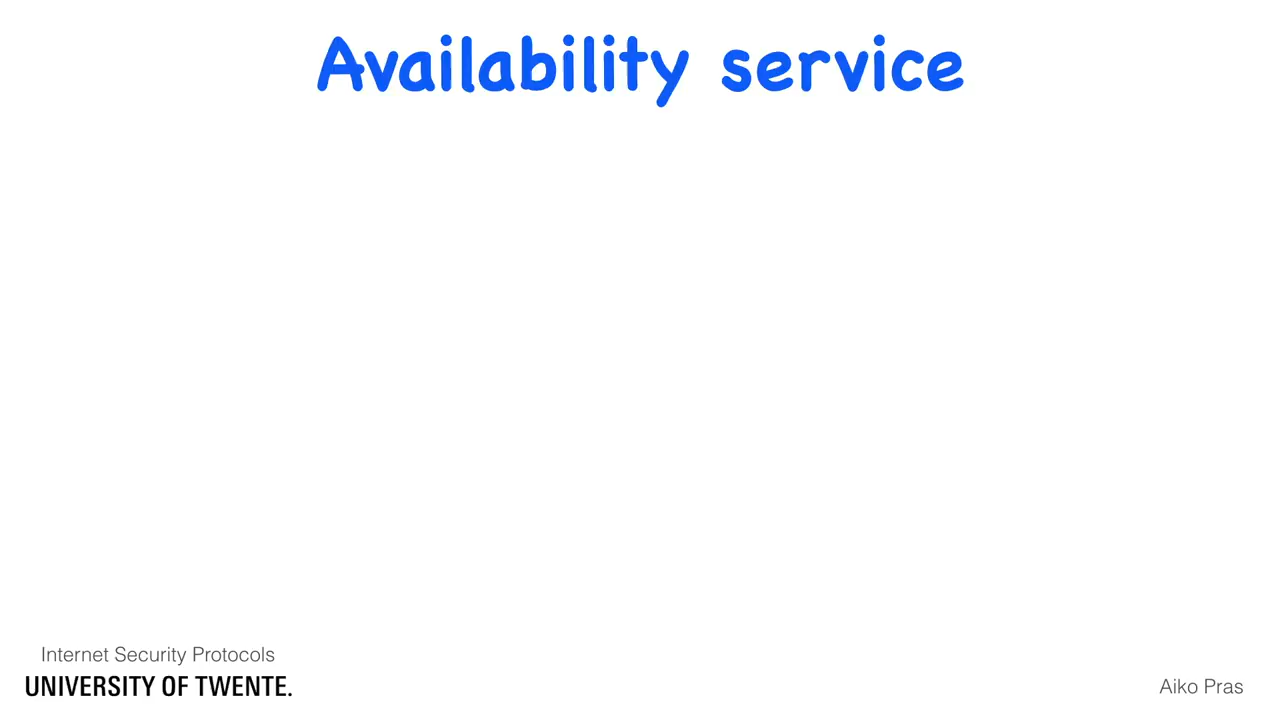 Availability service
Internet Security Protocols
UNIVERSITY OF TWENTE.
Aiko Pras